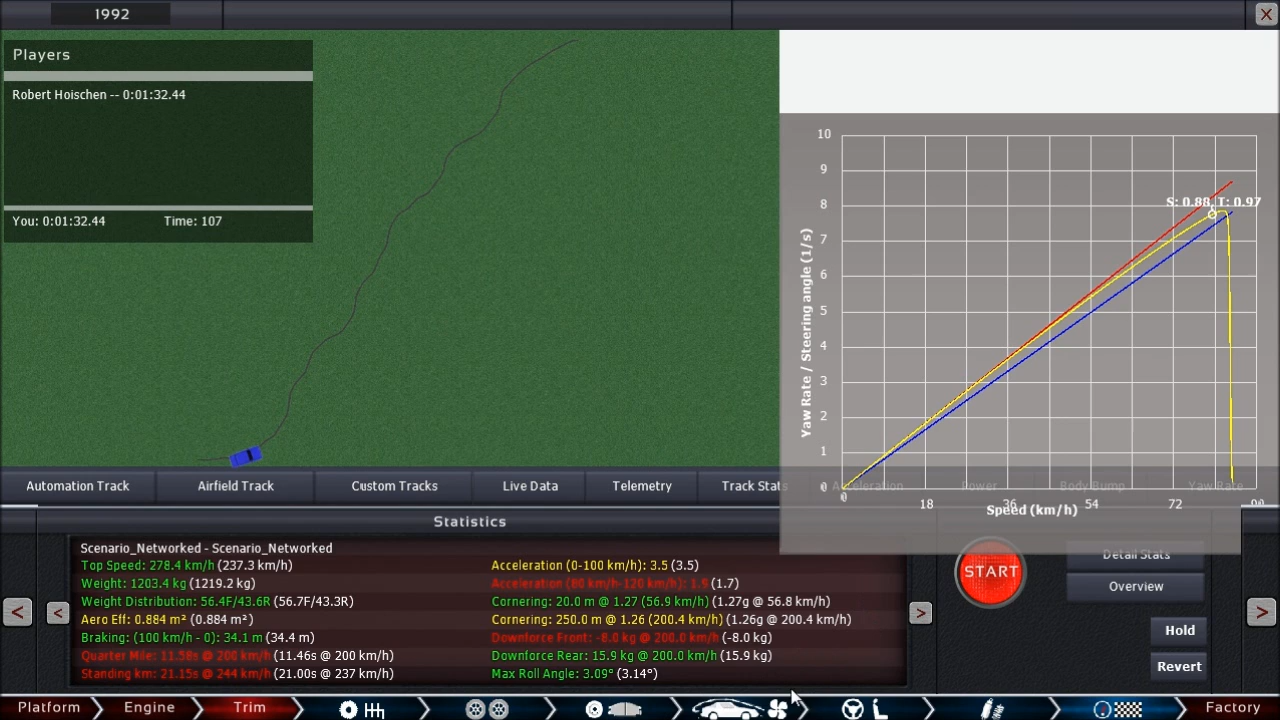 1992
X
Players
Robert Hoischen -- 0:01:32.44
You: 0:01:32.44 Time: 107
10
9
8
7
6
5
4
3
2
1
0
S: 0.88, T: 0.97
Yaw Rate / Steering angle (1/s)
0 18 36 54 72 90
Speed (km/h)
Automation Track Airfield Track Custom Tracks Live Data Telemetry Track Stats Acceleration Power Body Bump Yaw Rate
Statistics
Scenario_Networked - Scenario_Networked
Top Speed: 278.4 km/h (237.3 km/h)
Weight: 1203.4 kg (1219.2 kg)
Weight Distribution: 56.4F/43.6R (56.7F/43.3R)
Aero Eff: 0.884 m² (0.884 m²)
Braking: (100 km/h - 0): 34.1 m (34.4 m)
Quarter Mile: 11.58s @ 200 km/h (11.46s @ 200 km/h)
Standing km: 21.15s @ 244 km/h (21.00s @ 237 km/h)
Acceleration (0-100 km/h): 3.5 (3.5)
Acceleration (80 km/h-120 km/h): 1.9 (1.7)
Cornering: 20.0 m @ 1.27 (56.9 km/h) (1.27g @ 56.8 km/h)
Cornering: 250.0 m @ 1.26 (200.4 km/h) (1.26g @ 200.4 km/h)
Downforce Front: -8.0 kg @ 200.0 km/h (-8.0 kg)
Downforce Rear: 15.9 kg @ 200.0 km/h (15.9 kg)
Max Roll Angle: 3.09° (3.14°)
< < > >
START
Detail Stats
Overview
Hold
Revert
Platform Engine Trim Factory